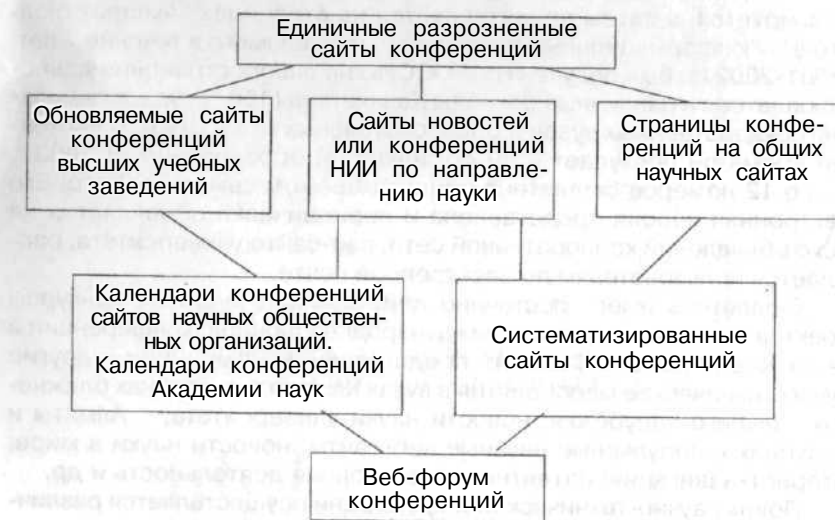 Единичные разрозненные
сайты конференций
Обновляемые сайты
конференций
высших учебных
заведений
Сайты новостей
или конференций
НИИ по направле-
нию науки
Страницы конфе-
ренций на общих
научных сайтах
Календари конференций
сайтов научных обществен-
ных организаций.
Календари конференций
Академии наук
Систематизированные
сайты конференций
Веб-форум
конференций